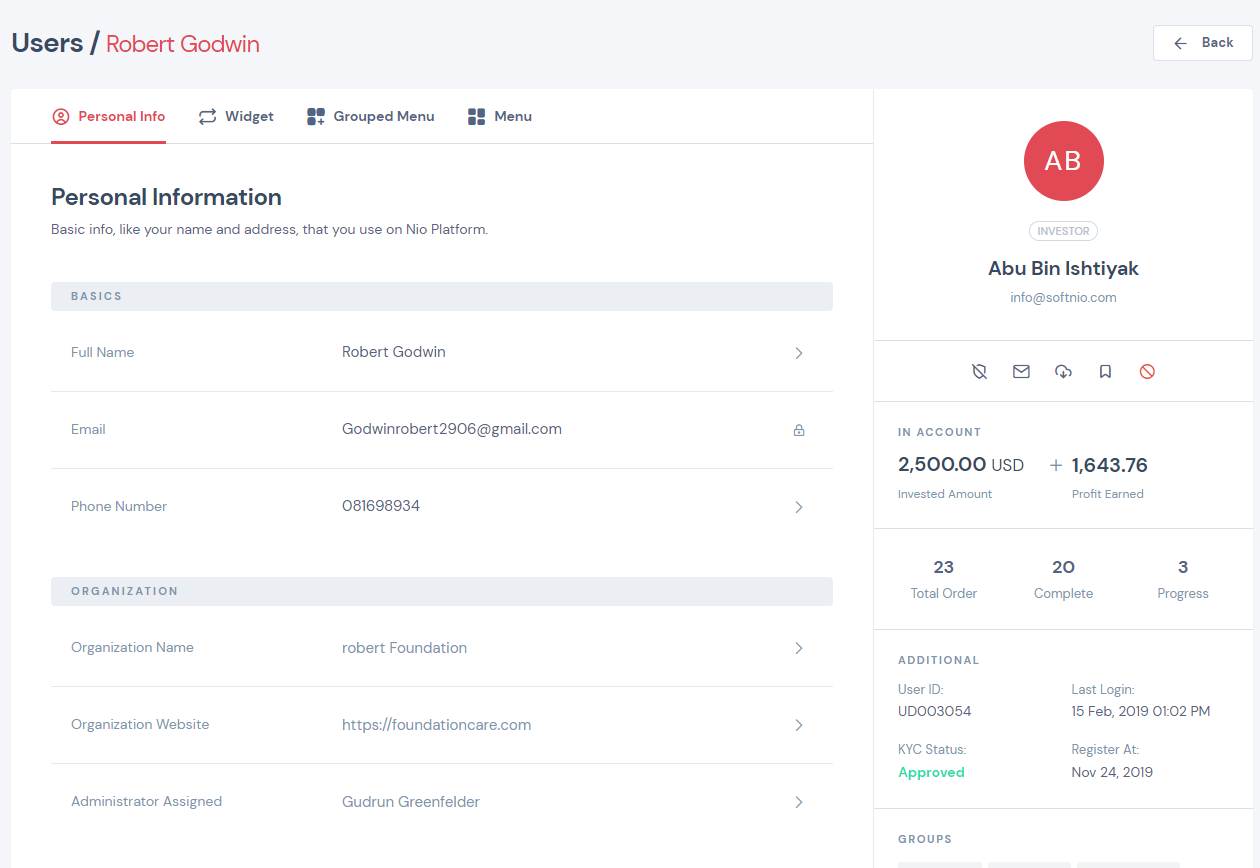 Users / Robert Godwin
Back
Personal Info
Widget
Grouped Menu
Menu
Personal Information
Basic info, like your name and address, that you use on Nio Platform.
BASICS
Full Name
Robert Godwin
Email
Godwinrobert2906@gmail.com
Phone Number
081698934
ORGANIZATION
Organization Name
robert Foundation
Organization Website
https://foundationcare.com
Administrator Assigned
Gudrun Greenfelder
AB
INVESTOR
Abu Bin Ishtiyak
info@softnio.com
IN ACCOUNT
2,500.00 USD
+ 1,643.76
Invested Amount
Profit Earned
23
20
3
Total Order
Complete
Progress
ADDITIONAL
User ID:
Last Login:
UD003054
15 Feb, 2019 01:02 PM
KYC Status:
Register At:
Approved
Nov 24, 2019
GROUPS